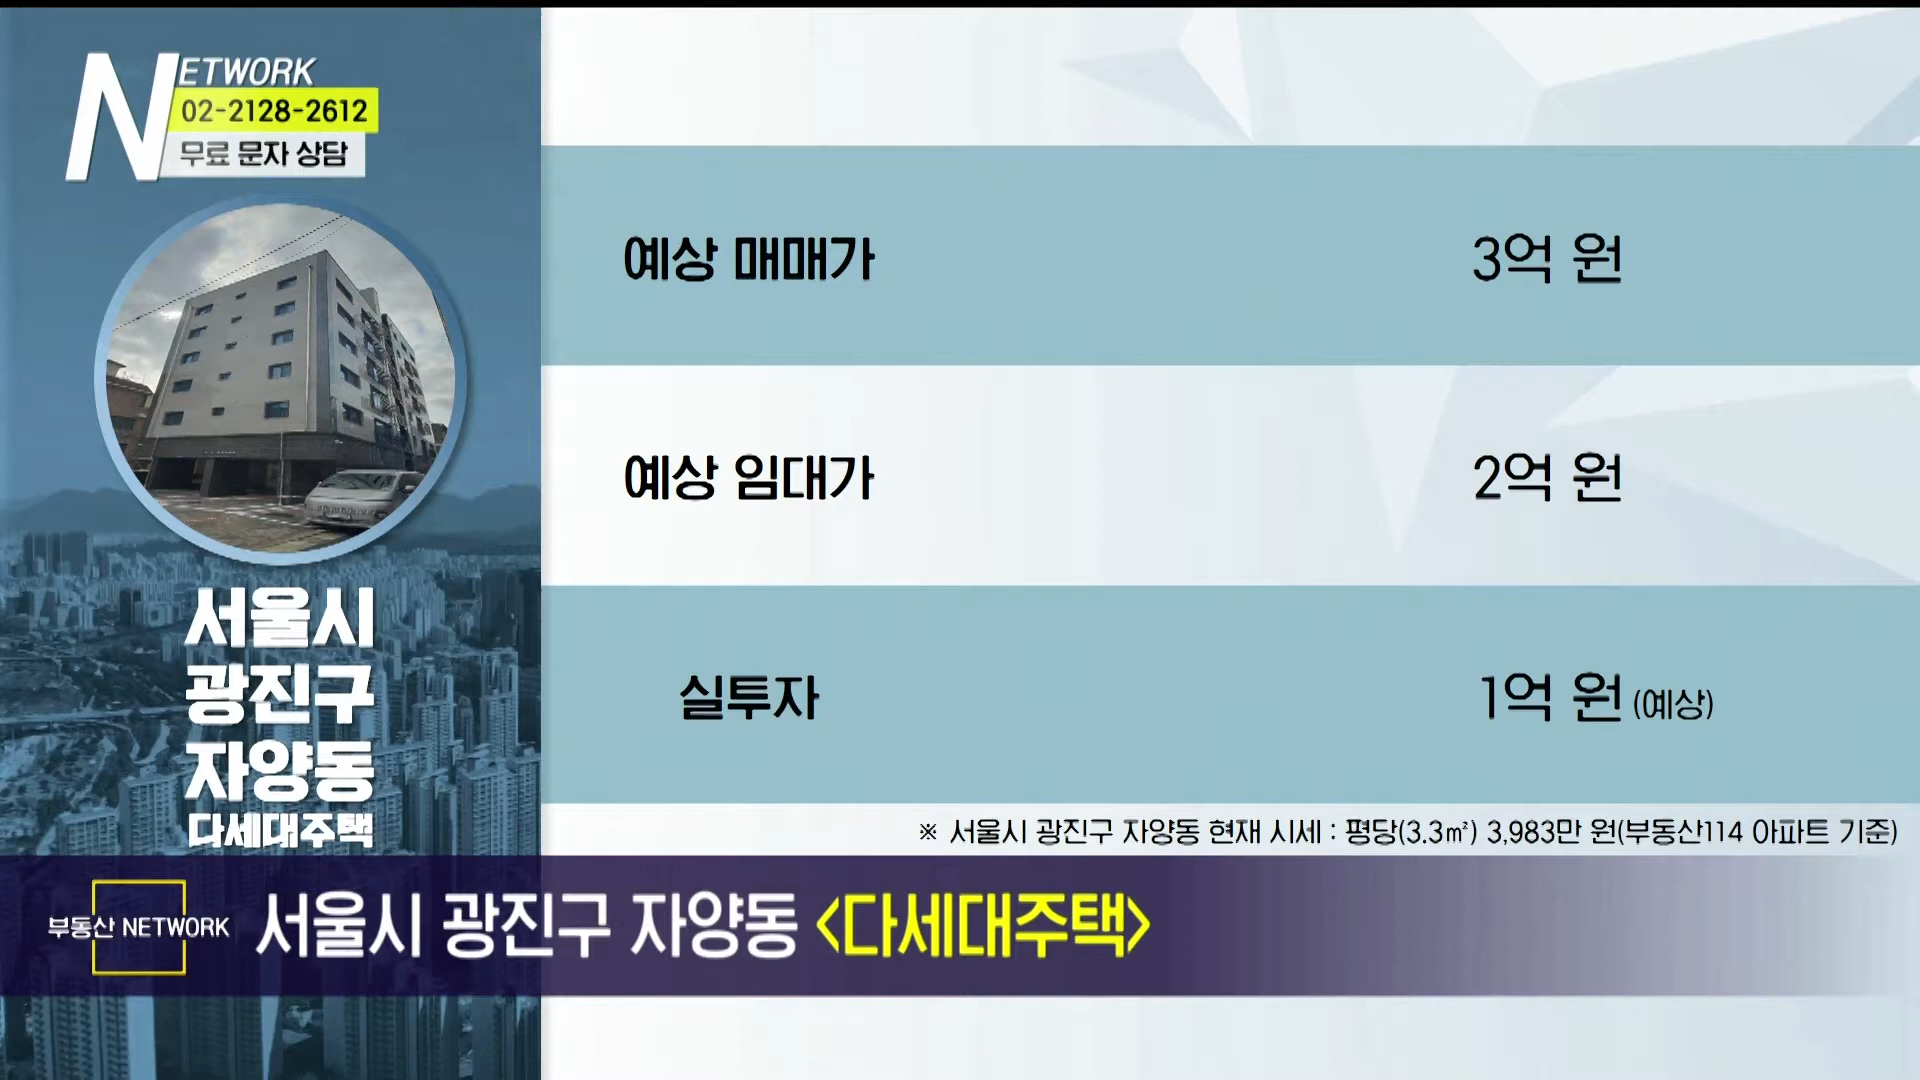 NETWORK
02-2128-2612
무료 문자 상담
서울시
광진구
자양동
다세대주택
예상 매매가 3억 원
예상 임대가 2억 원
실투자 1억 원 (예상)
※ 서울시 광진구 자양동 현재 시세 : 평당(3.3㎡) 3,983만 원(부동산114 아파트 기준)
부동산 NETWORK
서울시 광진구 자양동 <다세대주택>